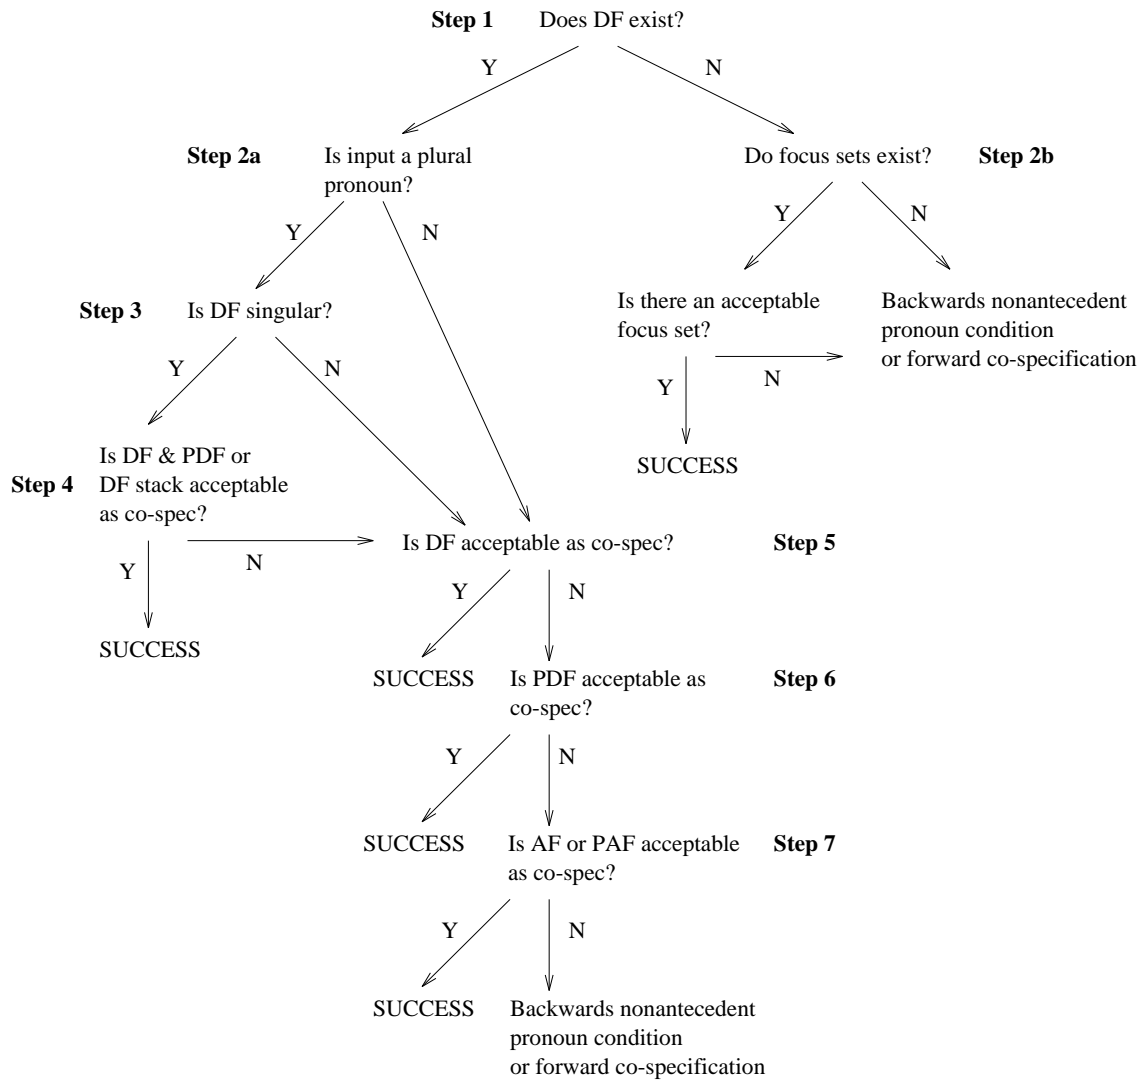 Step 1 Does DF exist?
Y N
Step 2a Is input a plural Do focus sets exist? Step 2b
pronoun?
Y N Y N
Step 3 Is DF singular? Is there an acceptable Backwards nonantecedent
focus set? pronoun condition
or forward co-specification
Y N Y N
Is DF & PDF or
Step 4 DF stack acceptable SUCCESS
as co-spec?
Y N Is DF acceptable as co-spec? Step 5
Y N
SUCCESS
SUCCESS Is PDF acceptable as Step 6
co-spec?
Y N
SUCCESS Is AF or PAF acceptable Step 7
as co-spec?
Y N
SUCCESS Backwards nonantecedent
pronoun condition
or forward co-specification